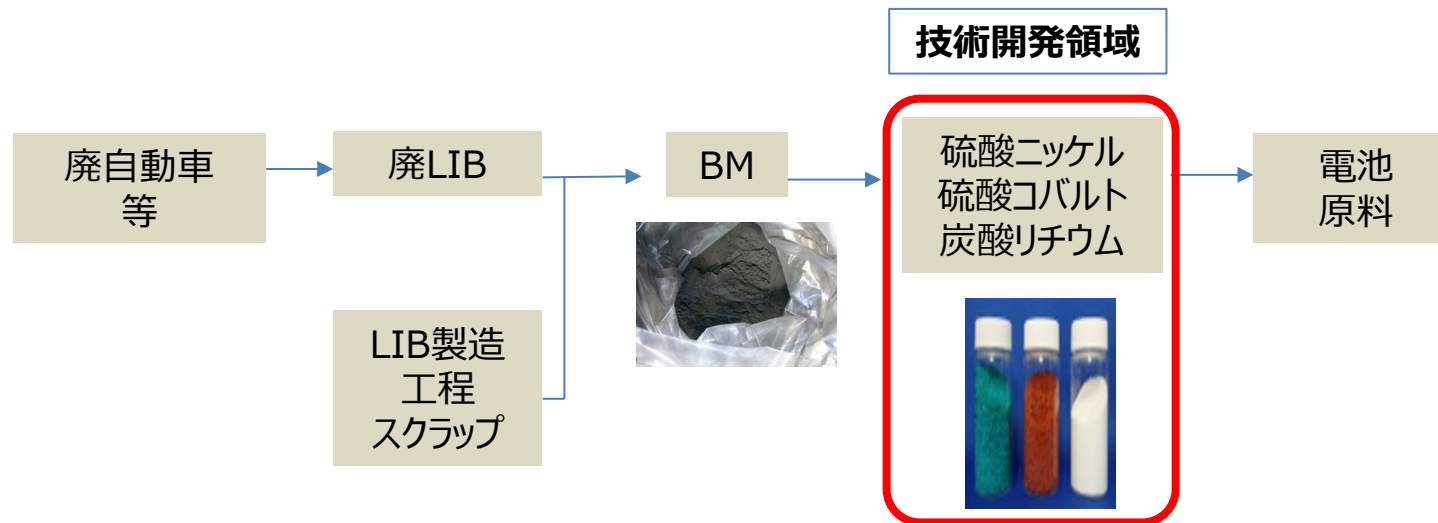 技術開発領域
廃自動車
等
廃LIB
LIB製造
工程
スクラップ
BM
硫酸ニッケル
硫酸コバルト
炭酸リチウム
電池
原料